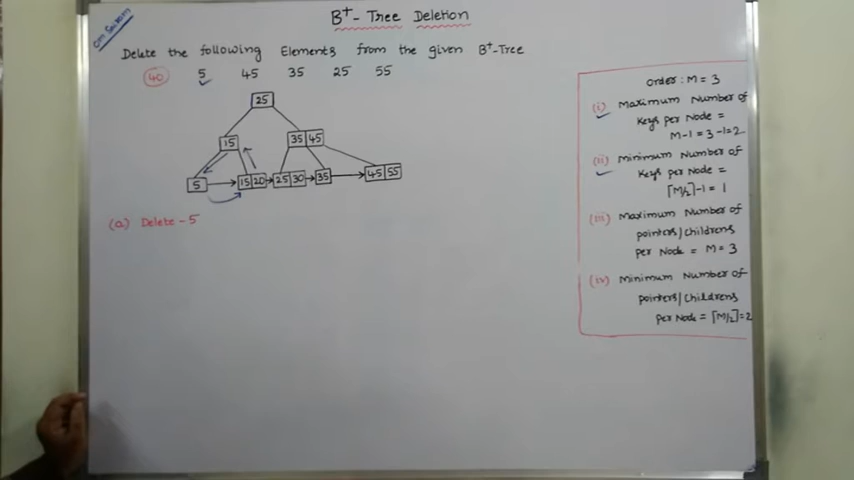 Om Sairam
B⁺- Tree Deletion
Delete the following Elements from the given B⁺-Tree
40 5 45 35 25 55
25
15 35 45
5 15 20 25 30 35 45 55
(a) Delete - 5
Order: M = 3
(i) Maximum Number of
Keys per Node =
M-1 = 3-1 = 2
(ii) Minimum Number of
Keys per Node =
⌈M/2⌉-1 = 1
(iii) Maximum Number of
pointers/childrens
per Node = M = 3
(iv) Minimum Number of
pointers/childrens
per Node = ⌈M/2⌉=2